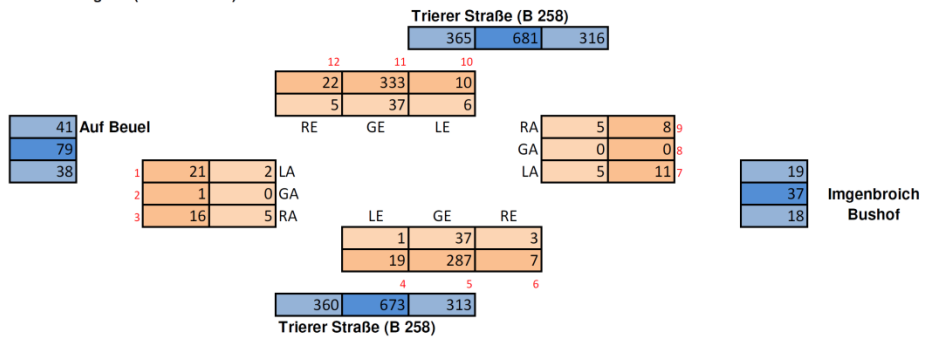 Trierer Straße (B 258)
365 681 316
12 11 10
22 333 10
5 37 6
RE GE LE
41 Auf Beuel
79
38
RA 5 8 9
GA 0 0 8
LA 5 11 7
1 21 2 LA
2 1 0 GA
3 16 5 RA
19
37
18
Imgenbroich
Bushof
LE GE RE
1 37 3
19 287 7
4 5 6
360 673 313
Trierer Straße (B 258)